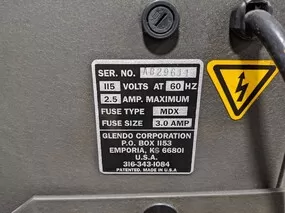 SER. NO. A029611
115 VOLTS AT 60 HZ
2.5 AMP. MAXIMUM
FUSE TYPE MDX
FUSE SIZE 3.0 AMP
GLENDO CORPORATION
P.O. BOX 1153
EMPORIA, KS 66801
U.S.A.
316-343-1084
PATENTED, MADE IN U.S.A